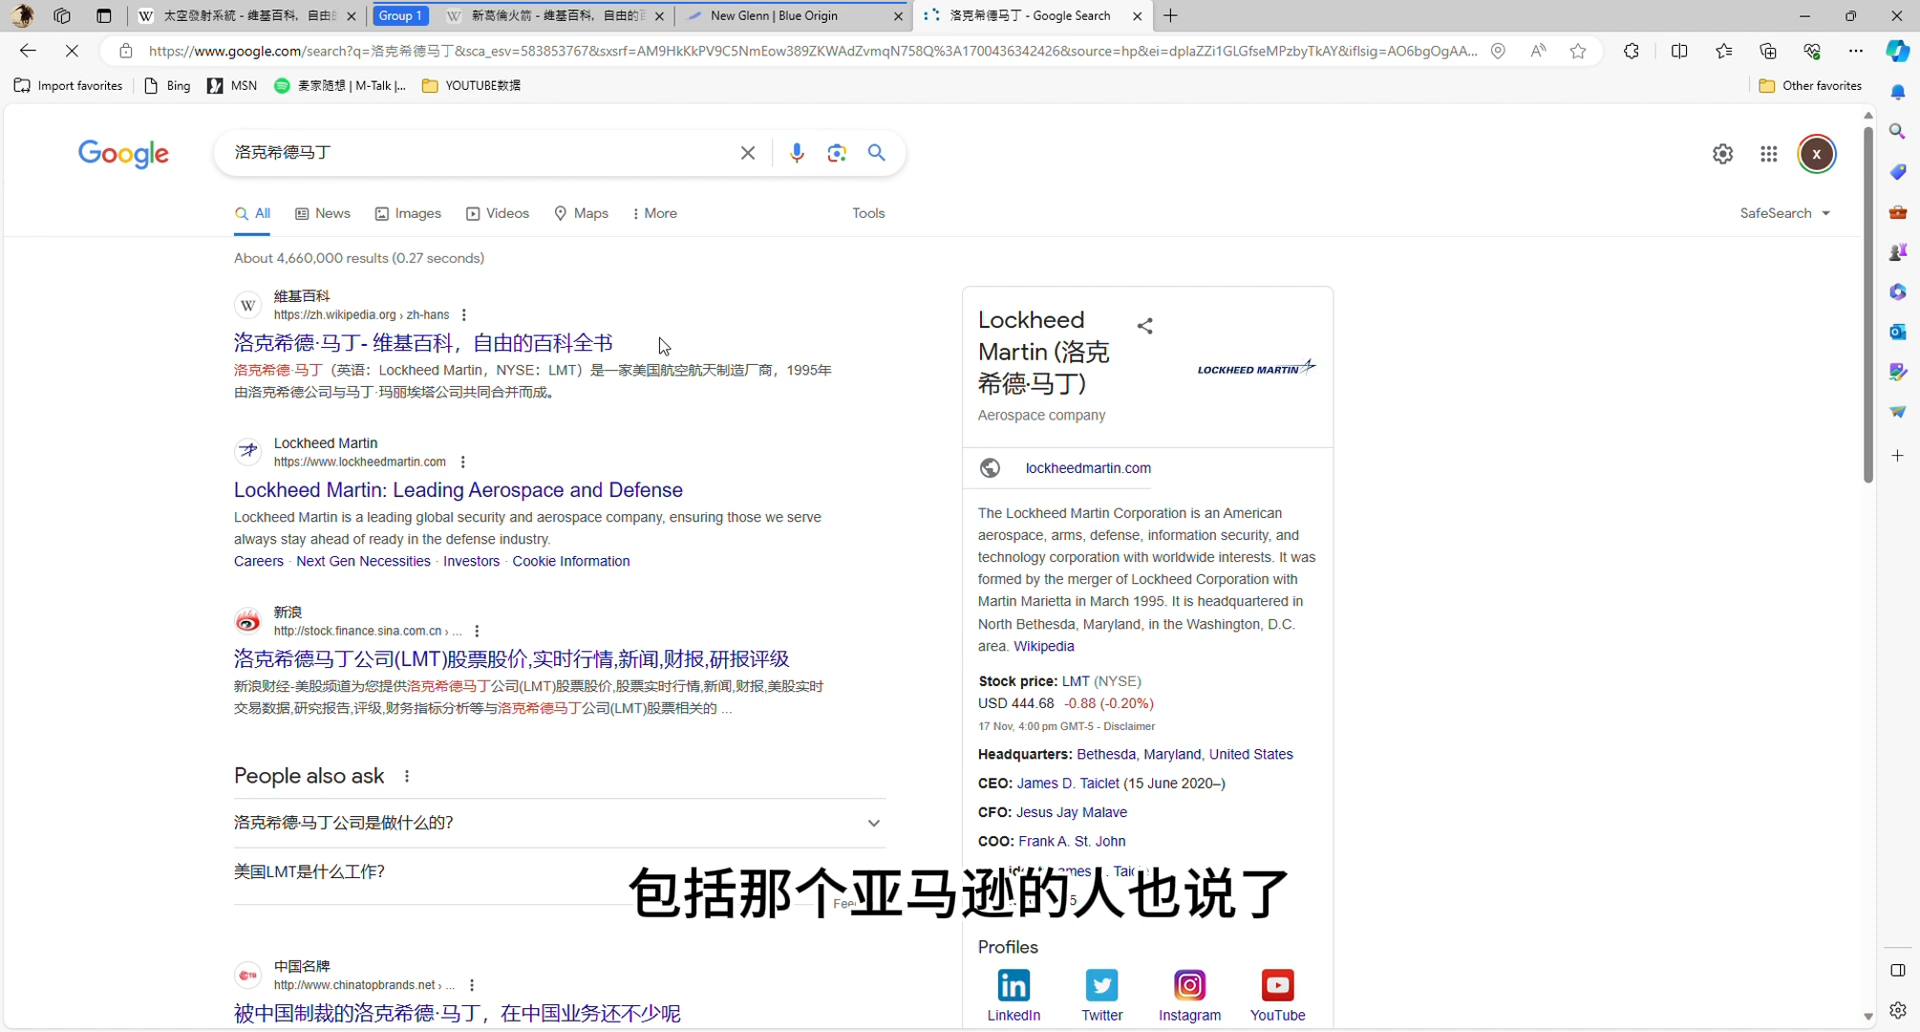 太空發射系統 - 维基百科，自由
Group 1
新葛倫火箭 - 维基百科，自由的
New Glenn | Blue Origin
洛克希德马丁 - Google Search
https://www.google.com/search?q=洛克希德马丁&sca_esv=583853767&sxsrf=AM9HkKkPV9C5NmEow389ZKWAdZvmqN758Q%3A1700436342426&source=hp&ei=dplaZZi1GLGfseMPzbyTkAY&iflsig=AO6bgOgAA...
Import favorites
Bing
MSN
麦家随想 | M-Talk |...
YOUTUBE数据
Other favorites
Google
洛克希德马丁
X
All
News
Images
Videos
Maps
More
Tools
SafeSearch
About 4,660,000 results (0.27 seconds)
W
維基百科
https://zh.wikipedia.org › zh-hans
洛克希德·马丁- 维基百科，自由的百科全书
洛克希德·马丁（英语：Lockheed Martin，NYSE：LMT）是一家美国航空航天制造厂商，1995年
由洛克希德公司与马丁·玛丽埃塔公司共同合并而成。
Lockheed Martin
https://www.lockheedmartin.com
Lockheed Martin: Leading Aerospace and Defense
Lockheed Martin is a leading global security and aerospace company, ensuring those we serve
always stay ahead of ready in the defense industry.
Careers · Next Gen Necessities · Investors · Cookie Information
新浪
http://stock.finance.sina.com.cn › ...
洛克希德马丁公司(LMT)股票股价,实时行情,新闻,财报,研报评级
新浪财经-美股频道为您提供洛克希德马丁公司(LMT)股票股价,股票实时行情,新闻,财报,美股实时
交易数据,研究报告,评级,财务指标分析等与洛克希德马丁公司(LMT)股票相关的 ...
People also ask
洛克希德·马丁公司是做什么的?
美国LMT是什么工作?
包括那个亚马逊的人也说了
中国名牌
http://www.chinatopbrands.net › ...
被中国制裁的洛克希德·马丁，在中国业务还不少呢
Lockheed
Martin (洛克
希德·马丁)
LOCKHEED MARTIN
Aerospace company
lockheedmartin.com
The Lockheed Martin Corporation is an American
aerospace, arms, defense, information security, and
technology corporation with worldwide interests. It was
formed by the merger of Lockheed Corporation with
Martin Marietta in March 1995. It is headquartered in
North Bethesda, Maryland, in the Washington, D.C.
area. Wikipedia
Stock price: LMT (NYSE)
USD 444.68 -0.88 (-0.20%)
17 Nov, 4:00 pm GMT-5 - Disclaimer
Headquarters: Bethesda, Maryland, United States
CEO: James D. Taiclet (15 June 2020–)
CFO: Jesus Jay Malave
COO: Frank A. St. John
Profiles
LinkedIn
Twitter
Instagram
YouTube